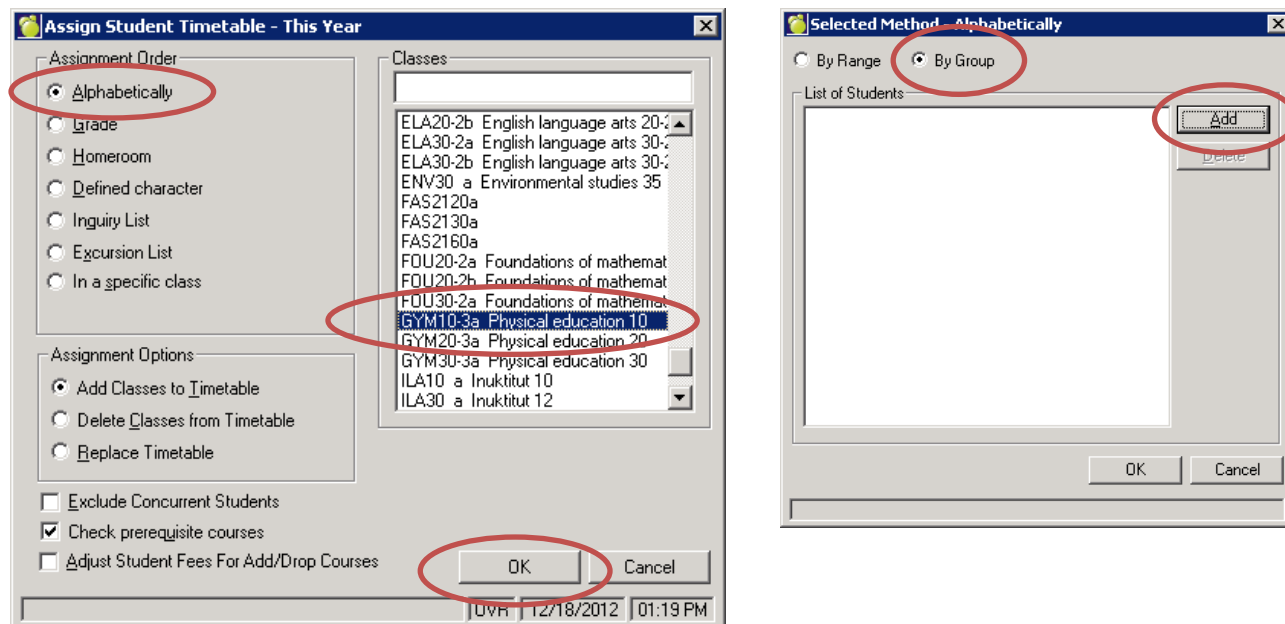 Assign Student Timetable - This Year
Assignment Order
Alphabetically
Grade
Homeroom
Defined character
Inquiry List
Excursion List
In a specific class
Assignment Options
Add Classes to Timetable
Delete Classes from Timetable
Replace Timetable
Exclude Concurrent Students
Check prerequisite courses
Adjust Student Fees For Add/Drop Courses
Classes
ELA20-2b English language arts 20-2
ELA30-2a English language arts 30-2
ELA30-2b English language arts 30-2
ENV30 a Environmental studies 35
FAS2120a
FAS2130a
FAS2160a
FOU20-2a Foundations of mathemat
FOU20-2b Foundations of mathemat
FOU30-2a Foundations of mathemat
GYM10-3a Physical education 10
GYM20-3a Physical education 20
GYM30-3a Physical education 30
ILA10 a Inuktitut 10
ILA30 a Inuktitut 12
OK
Cancel
OVR 12/18/2012 01:19 PM
Selected Method - Alphabetically
By Range By Group
List of Students
Add
Delete
OK
Cancel